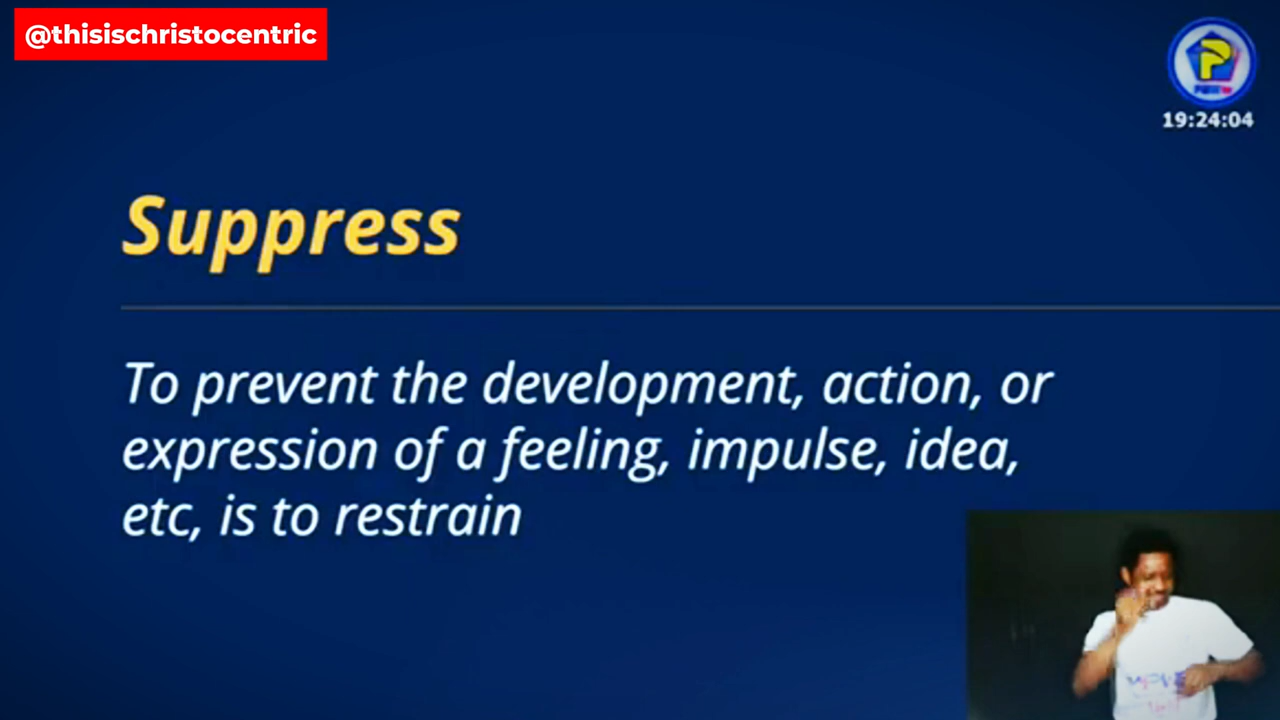 @thisischristocentric
19:24:04
Suppress
To prevent the development, action, or
expression of a feeling, impulse, idea,
etc, is to restrain